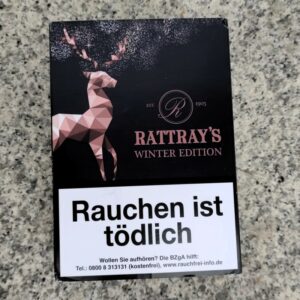 EST. R 1903
RATTRAY'S
WINTER EDITION
Rauchen ist
tödlich
Wollen Sie aufhören? Die BZgA hilft:
Tel.: 0800 8 313131 (kostenfrei), www.rauchfrei-info.de